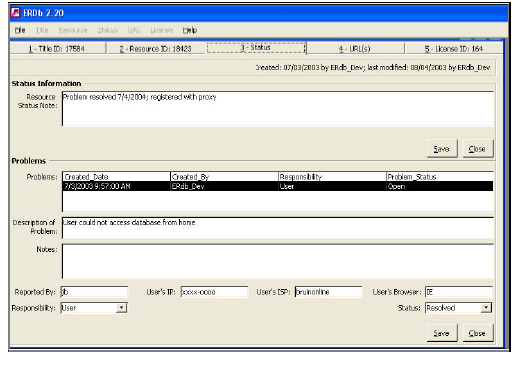 ERDb 2.20
File Title Resource Status URL License Help
1 - Title ID: 17584 2 - Resource ID: 18423 3 - Status 4 - URL(s) 5 - License ID: 164
Created: 07/03/2003 by ERdb_Dev; last modified: 08/04/2003 by ERdb_Dev
Status Information
Resource Status Note: Problem resolved 7/4/2004; registered with proxy
Save Close
Problems
Problems: Created_Date Created_By Responsibility Problem_Status
7/3/2003 9:57:00 AM ERdb_Dev User Open
Description of Problem: User could not access database from home
Notes:
Reported By: jb User's IP: xxxx-oooo User's ISP: bruinonline User's Browser: IE
Responsibility: User Status: Resolved
Save Close